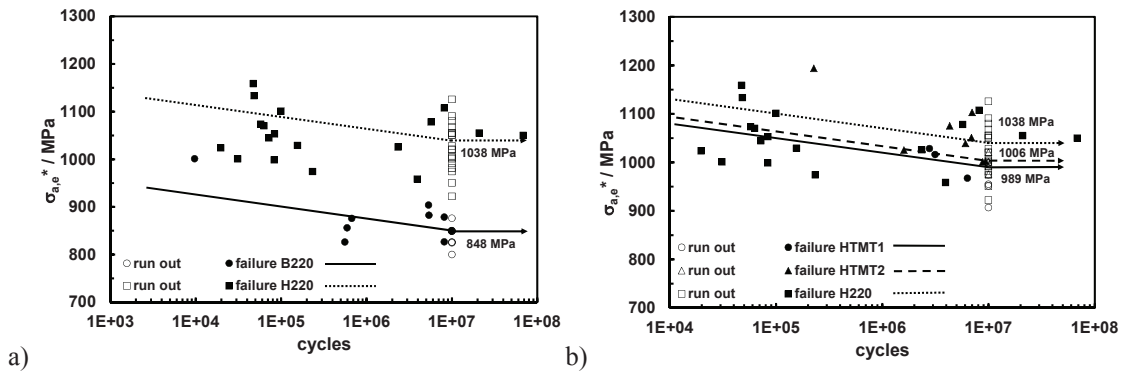 1300
1200
1100
1000
900
800
700
σa,e* / MPa
1038 MPa
848 MPa
run out failure B220
run out failure H220
1E+03 1E+04 1E+05 1E+06 1E+07 1E+08
cycles
a)
1300
1200
1100
1000
900
800
700
σa,e* / MPa
1038 MPa
1006 MPa
989 MPa
run out failure HTMT1
run out failure HTMT2
run out failure H220
1E+04 1E+05 1E+06 1E+07 1E+08
cycles
b)